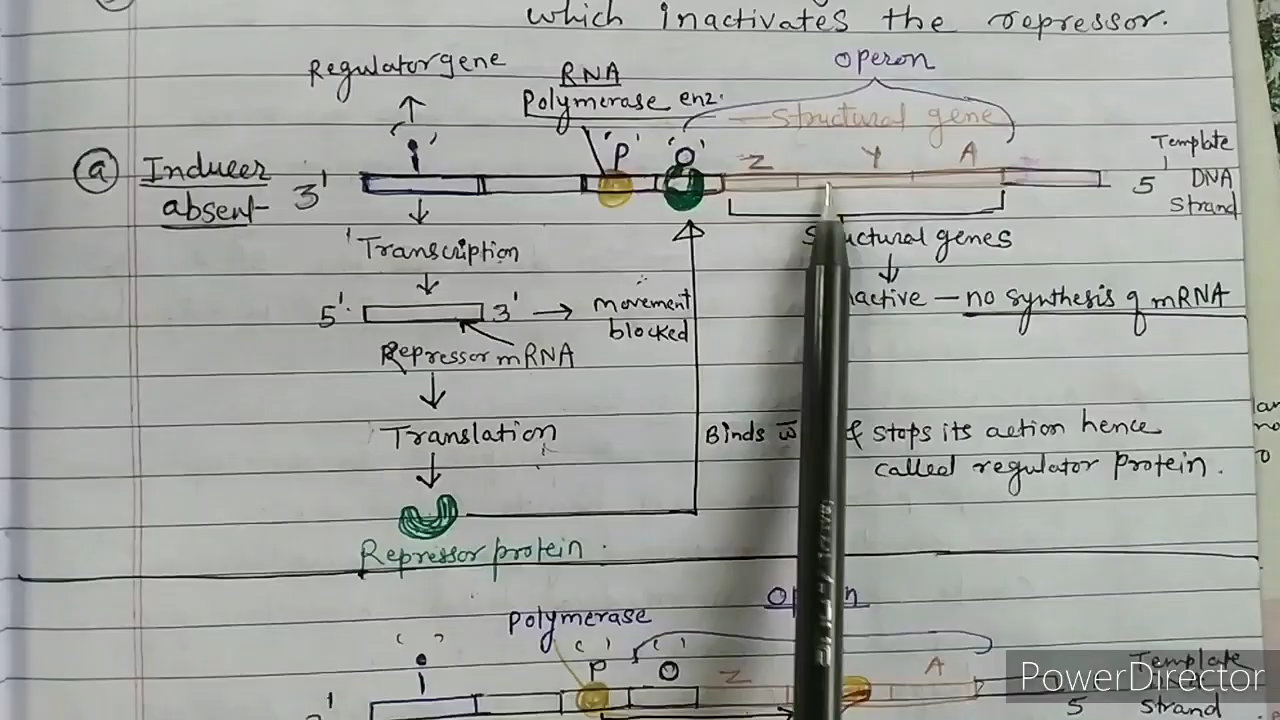 which inactivates the repressor.
Operon
Regulator gene
RNA
Polymerase enz.
Structural gene
'i'
'P'
'O'
Z Y A
Template
DNA
Strand
(a) Inducer
absent
3' 5'
Transcription
Structural genes
5' 3' → movement
blocked
inactive — no synthesis of mRNA
Repressor mRNA
Translation
Binds w̄ & stops its action hence
called regulator protein.
Repressor protein.
Polymerase
i P O Z A
Template
5 Strand
PowerDirector